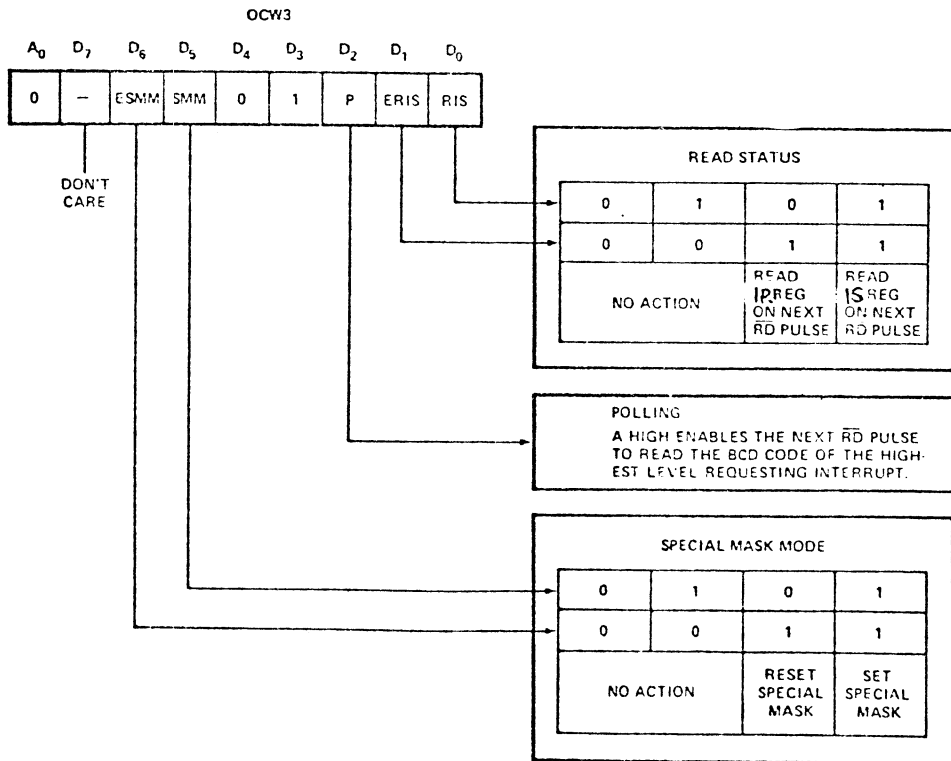 OCW3
A0 D7 D6 D5 D4 D3 D2 D1 D0
0 – ESMM SMM 0 1 P ERIS RIS
DON'T
CARE
READ STATUS
0 1 0 1
0 0 1 1
NO ACTION
READ
IR REG
ON NEXT
R̅D̅ PULSE
READ
IS REG
ON NEXT
RD PULSE
POLLING
A HIGH ENABLES THE NEXT R̅D̅ PULSE
TO READ THE BCD CODE OF THE HIGH-
EST LEVEL REQUESTING INTERRUPT.
SPECIAL MASK MODE
0 1 0 1
0 0 1 1
NO ACTION
RESET
SPECIAL
MASK
SET
SPECIAL
MASK